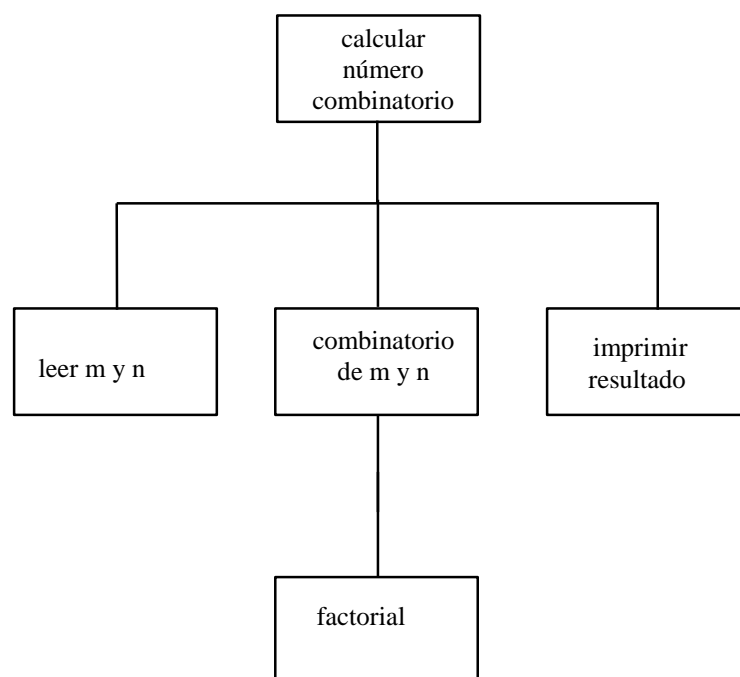 calcular
número
combinatorio
leer m y n
combinatorio
de m y n
imprimir
resultado
factorial